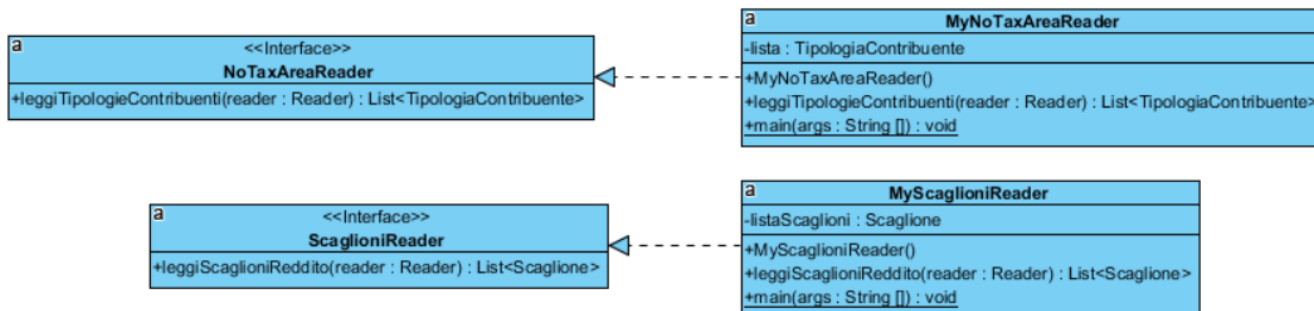 a
<<Interface>>
NoTaxAreaReader
+leggiTipologieContribuenti(reader : Reader) : List<TipologiaContribuente>
a
MyNoTaxAreaReader
-lista : TipologiaContribuente
+MyNoTaxAreaReader()
+leggiTipologieContribuenti(reader : Reader) : List<TipologiaContribuente>
+main(args : String []) : void
a
<<Interface>>
ScaglioniReader
+leggiScaglioniReddito(reader : Reader) : List<Scaglione>
a
MyScaglioniReader
-listaScaglioni : Scaglione
+MyScaglioniReader()
+leggiScaglioniReddito(reader : Reader) : List<Scaglione>
+main(args : String []) : void